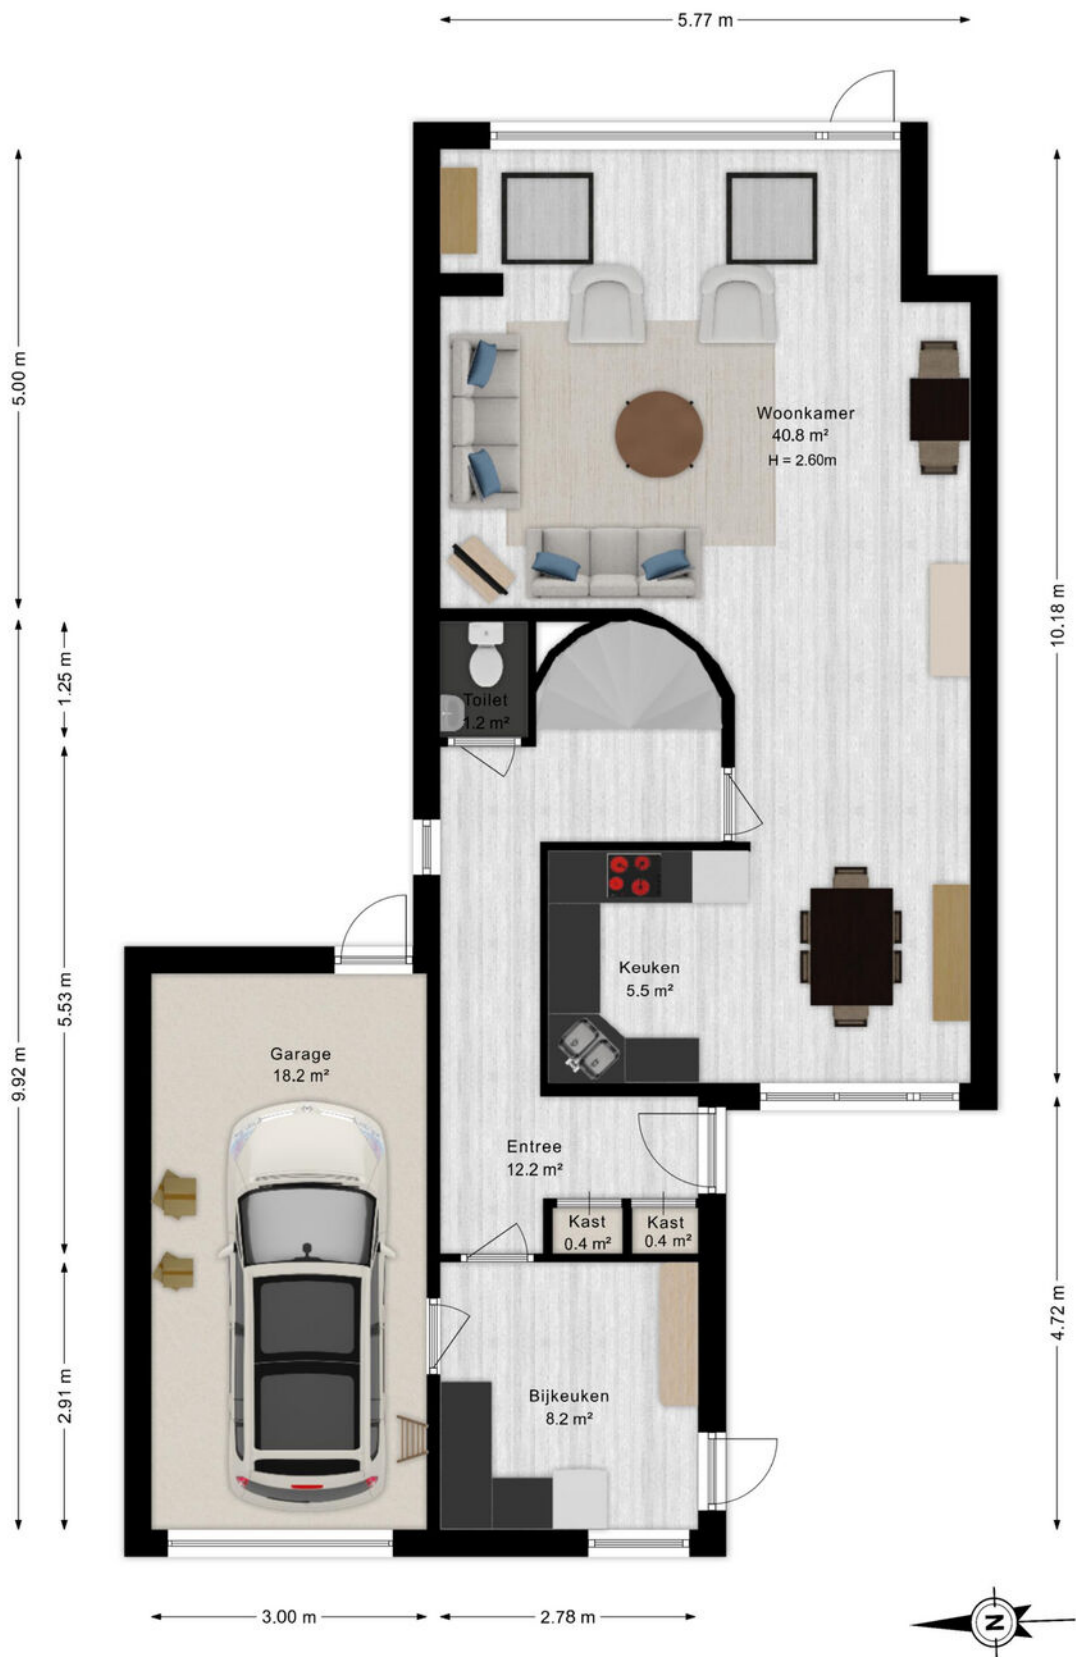 5.77 m
5.00 m
Woonkamer
40.8 m²
H = 2.60m
10.18 m
1.25 m
Toilet
1.2 m²
5.53 m
9.92 m
Keuken
5.5 m²
Garage
18.2 m²
Entree
12.2 m²
Kast
0.4 m²
Kast
0.4 m²
4.72 m
2.91 m
Bijkeuken
8.2 m²
3.00 m
2.78 m
N